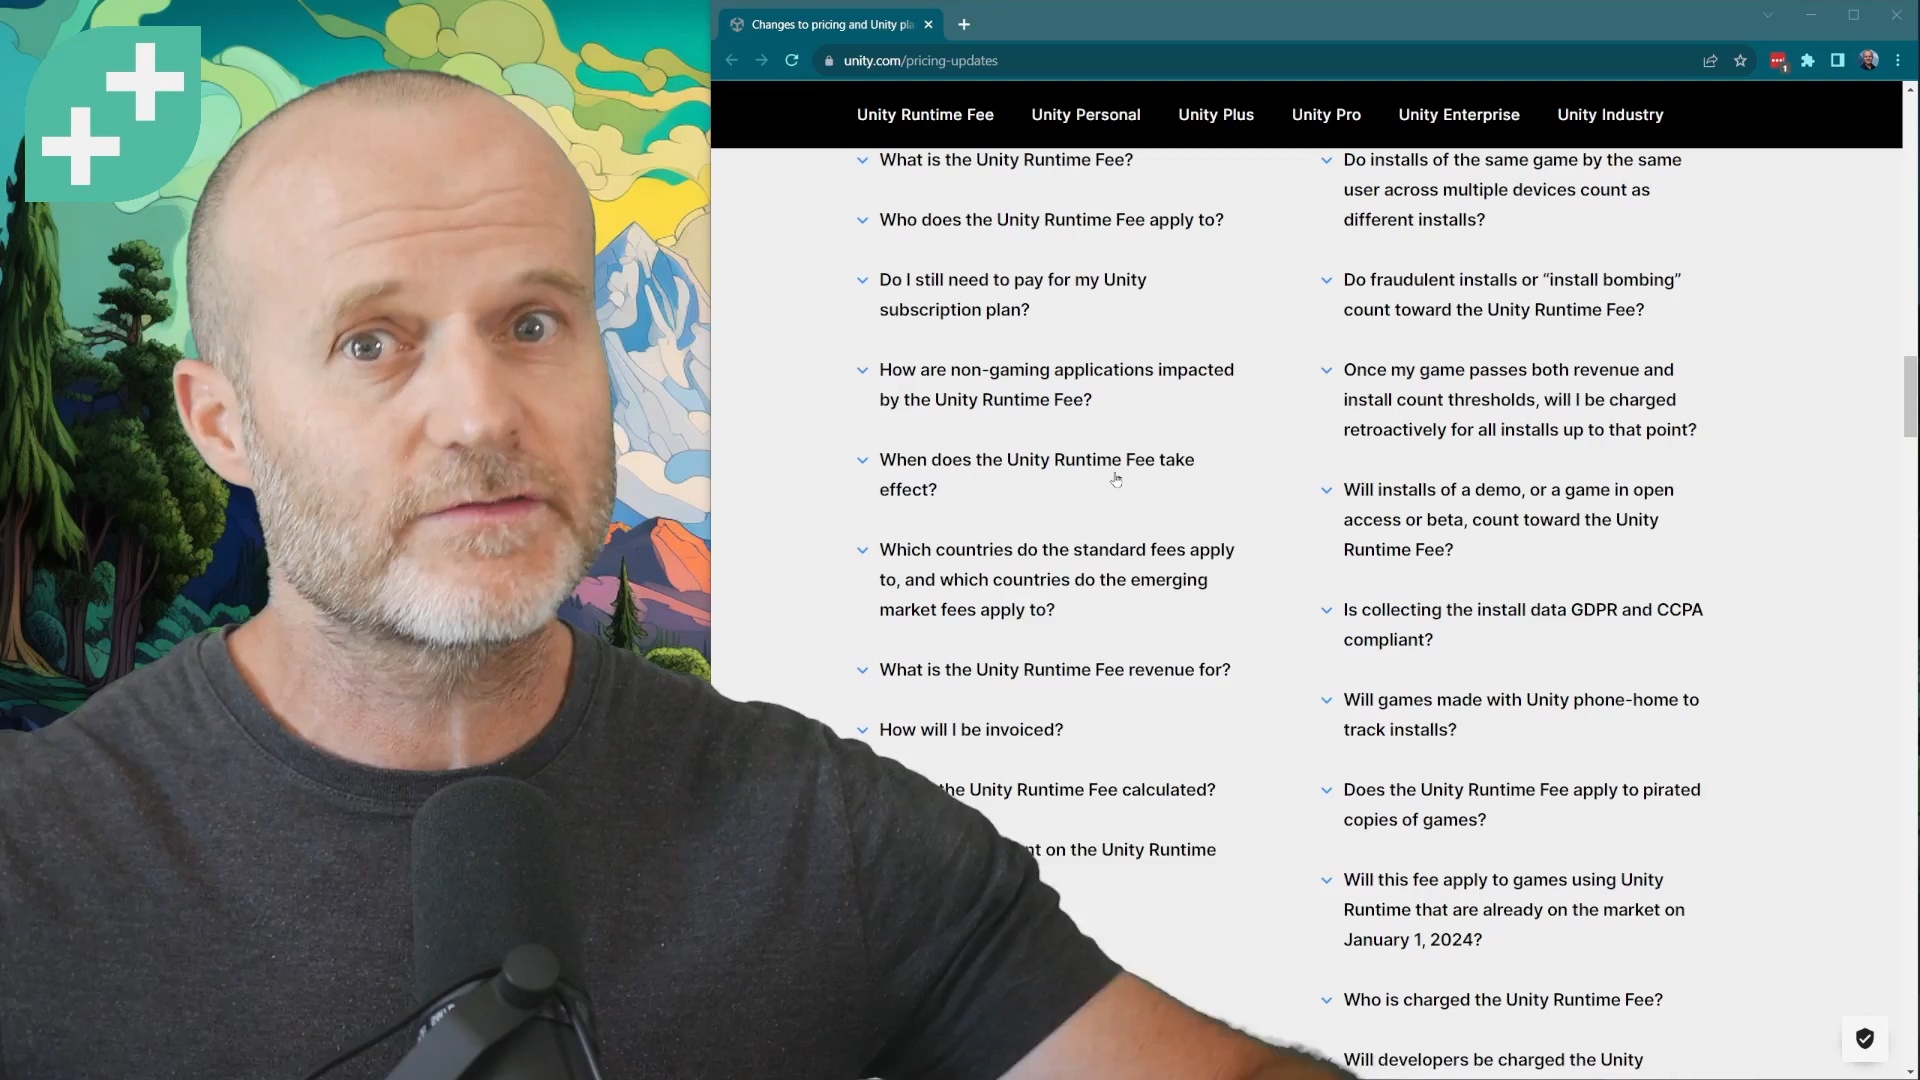 Changes to pricing and Unity pla
unity.com/pricing-updates
1
Unity Runtime Fee
Unity Personal
Unity Plus
Unity Pro
Unity Enterprise
Unity Industry
What is the Unity Runtime Fee?
Who does the Unity Runtime Fee apply to?
Do I still need to pay for my Unity
subscription plan?
How are non-gaming applications impacted
by the Unity Runtime Fee?
When does the Unity Runtime Fee take
effect?
Which countries do the standard fees apply
to, and which countries do the emerging
market fees apply to?
What is the Unity Runtime Fee revenue for?
How will I be invoiced?
the Unity Runtime Fee calculated?
on the Unity Runtime
Do installs of the same game by the same
user across multiple devices count as
different installs?
Do fraudulent installs or “install bombing”
count toward the Unity Runtime Fee?
Once my game passes both revenue and
install count thresholds, will I be charged
retroactively for all installs up to that point?
Will installs of a demo, or a game in open
access or beta, count toward the Unity
Runtime Fee?
Is collecting the install data GDPR and CCPA
compliant?
Will games made with Unity phone-home to
track installs?
Does the Unity Runtime Fee apply to pirated
copies of games?
Will this fee apply to games using Unity
Runtime that are already on the market on
January 1, 2024?
Who is charged the Unity Runtime Fee?
Will developers be charged the Unity